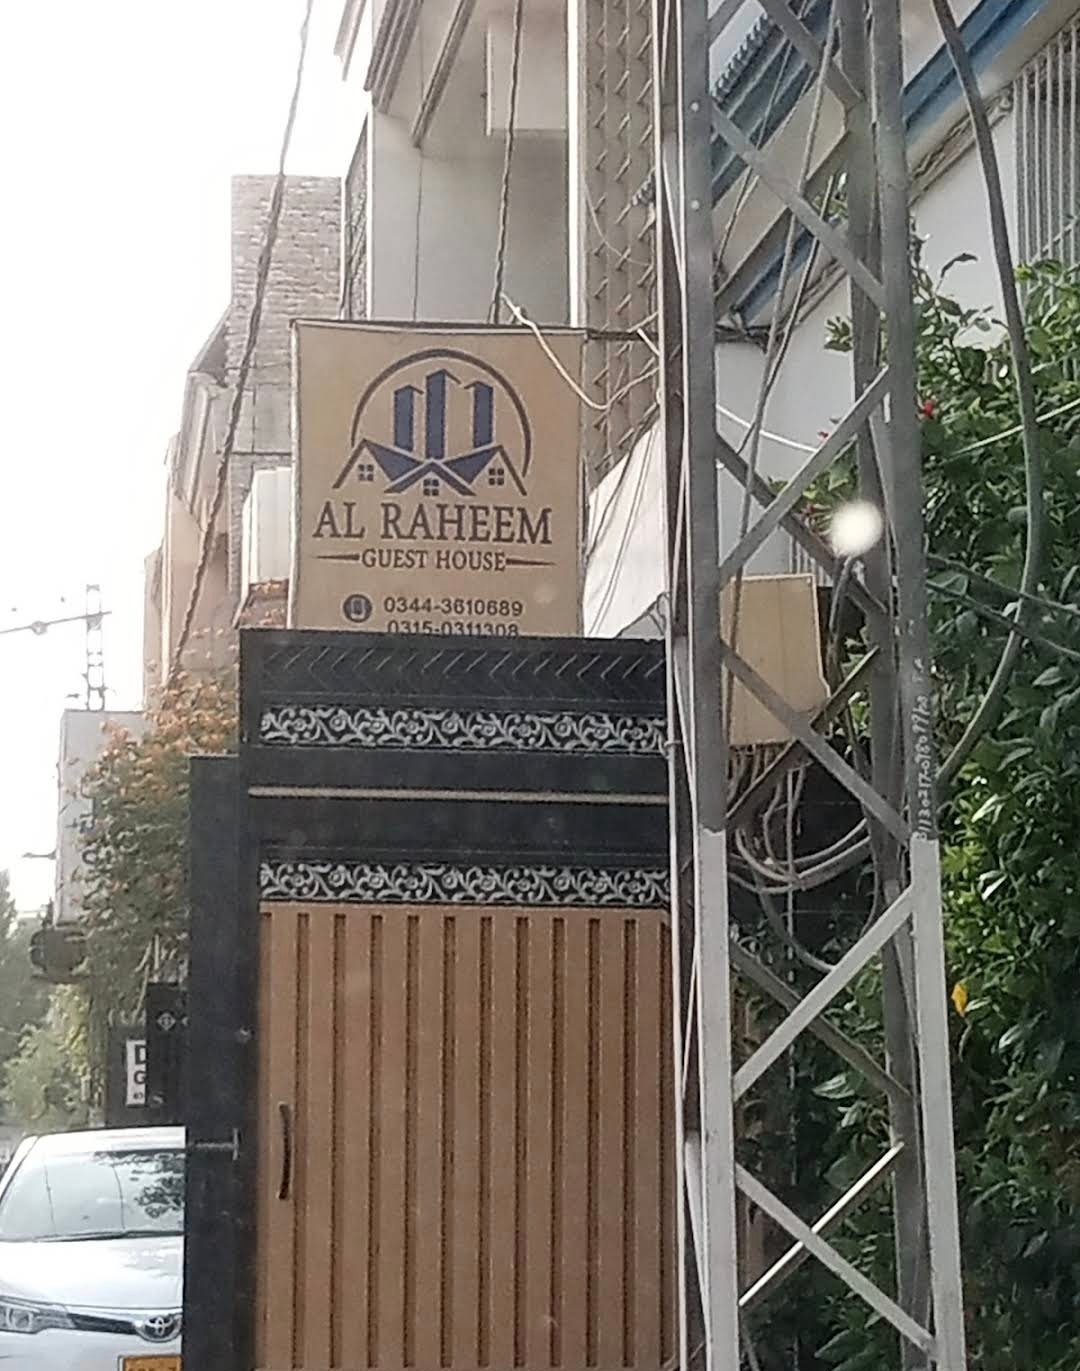 AL RAHEEM
GUEST HOUSE
0344-3610689
0315-0311308